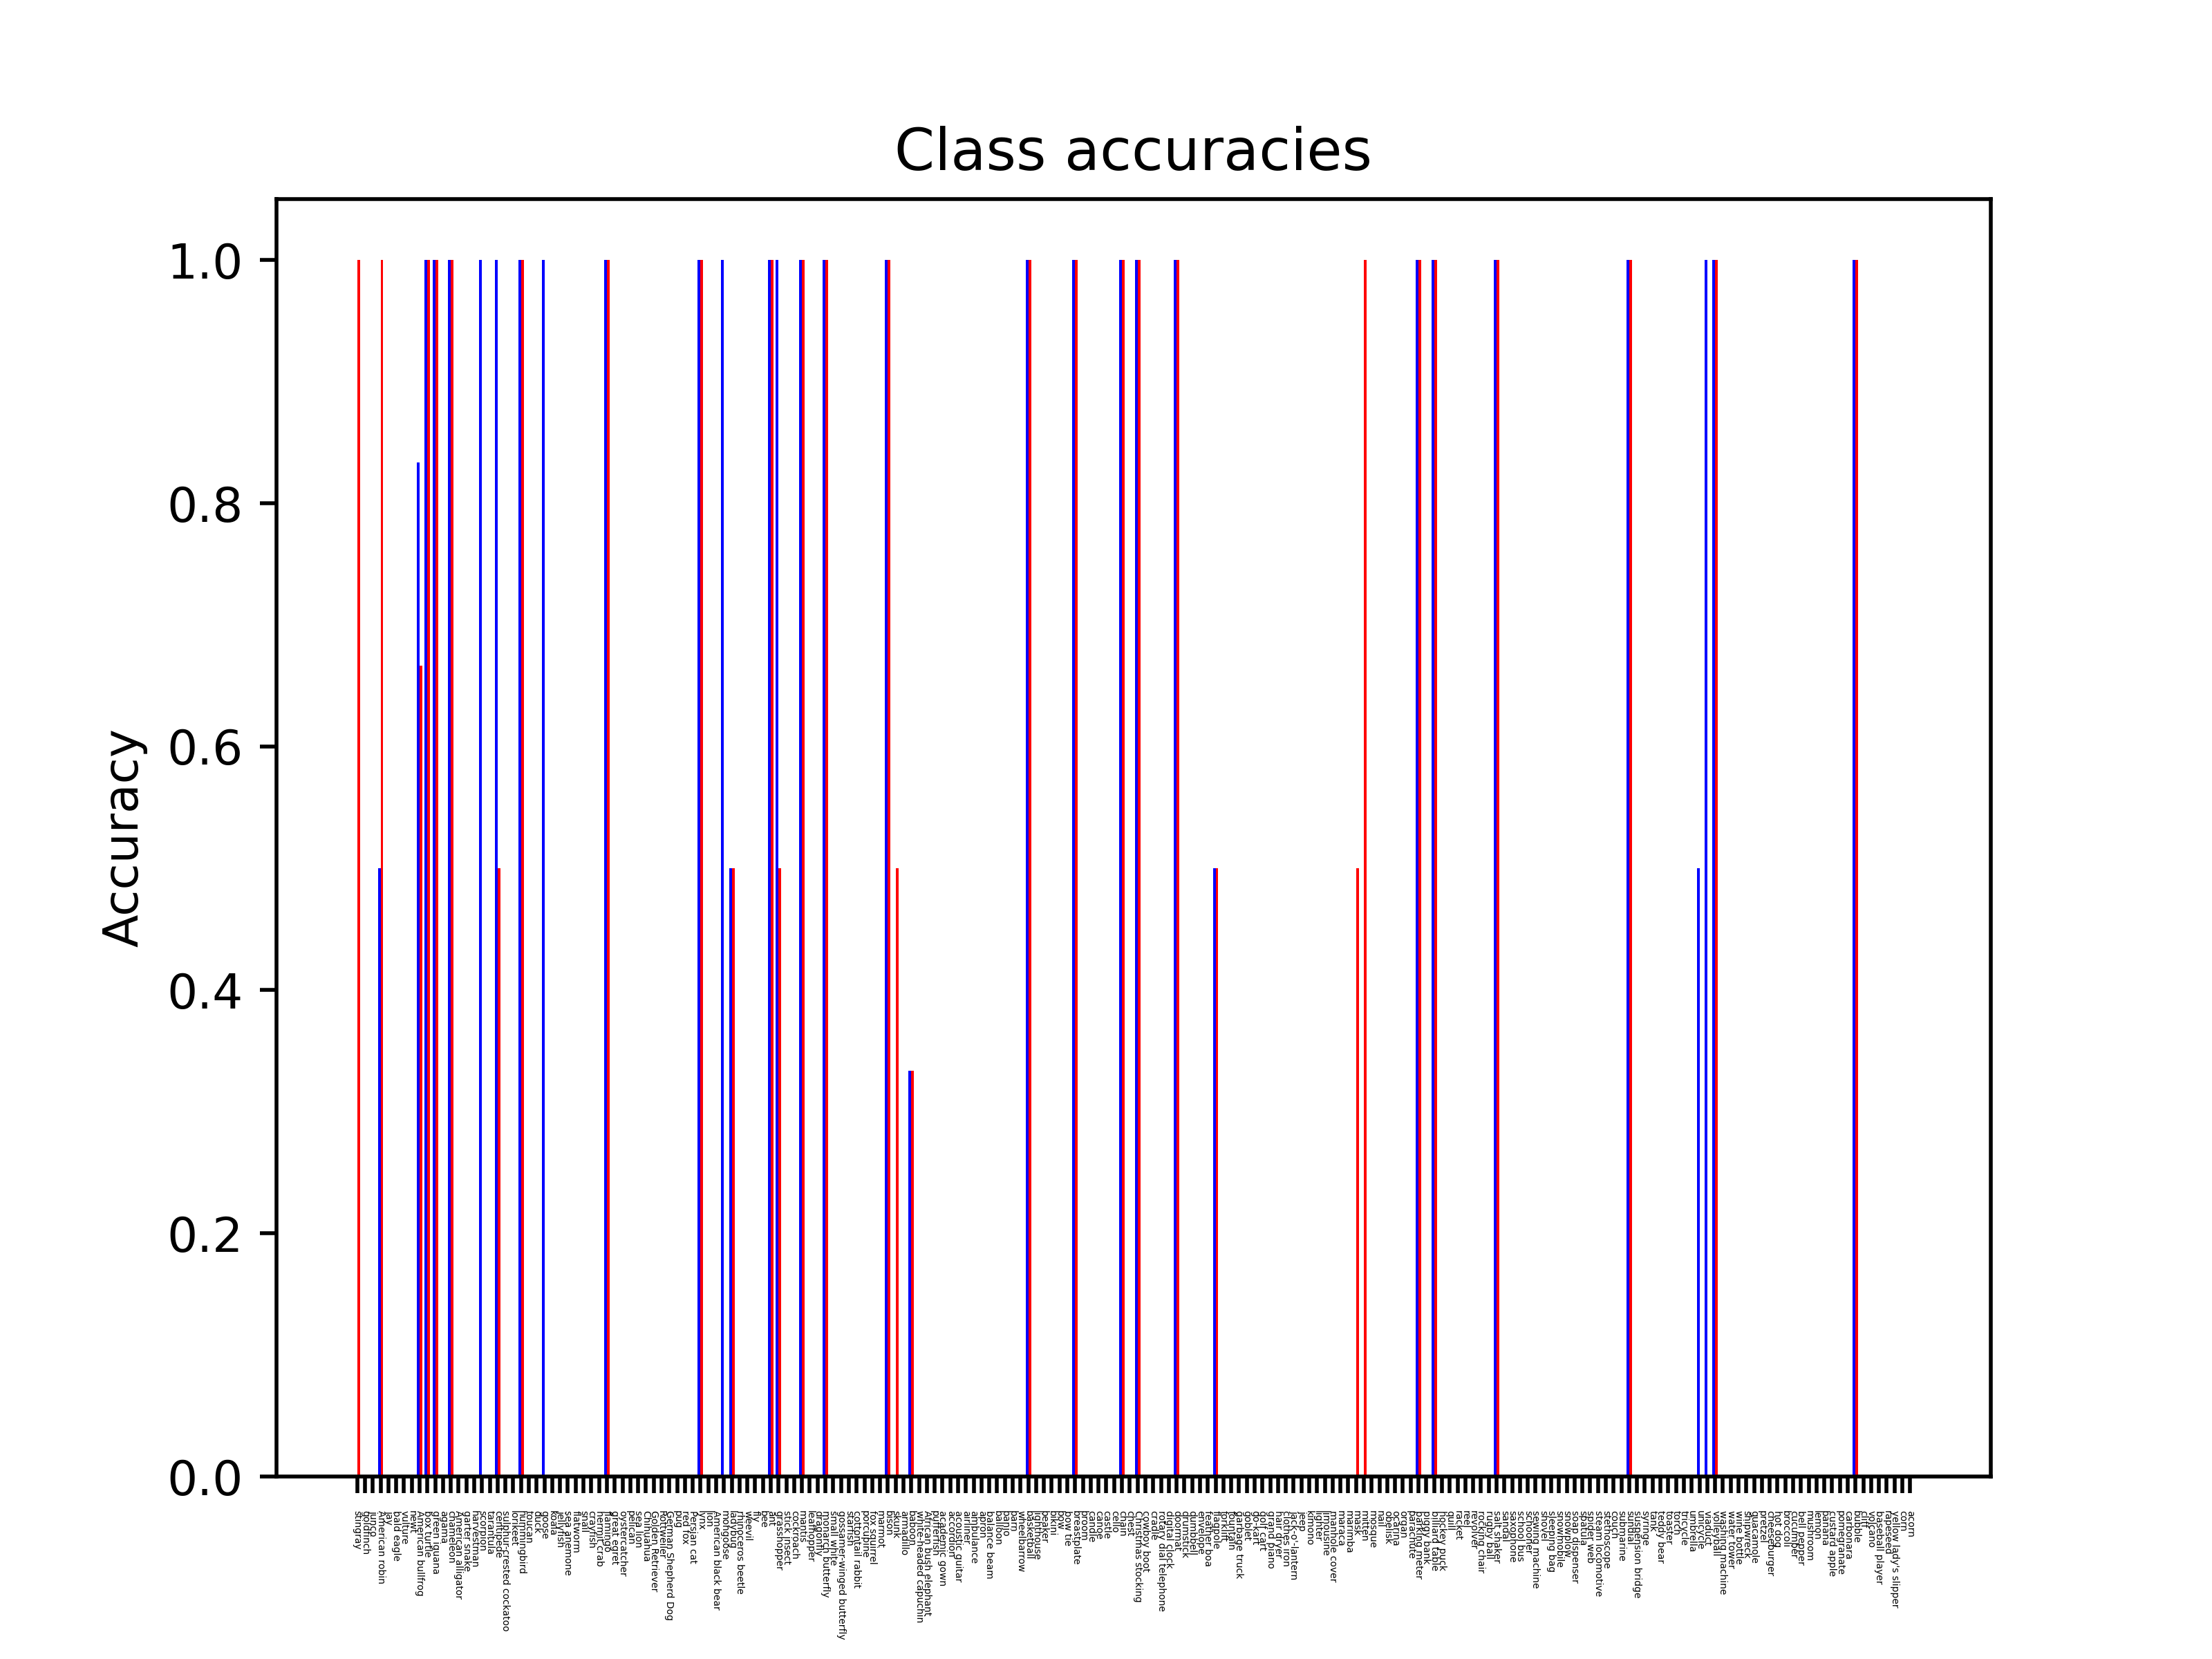 Class accuracies
Accuracy
1.0
0.8
0.6
0.4
0.2
0.0
stingray
goldfinch
junco
American robin
jay
bald eagle
vulture
newt
American bullfrog
box turtle
green iguana
agama
chameleon
American alligator
garter snake
harvestman
scorpion
tarantula
centipede
sulphur-crested cockatoo
lorikeet
hummingbird
toucan
duck
goose
koala
jellyfish
sea anemone
flatworm
snail
crayfish
hermit crab
flamingo
great egret
oystercatcher
pelican
sea lion
Chihuahua
Golden Retriever
Rottweiler
German Shepherd Dog
pug
red fox
Persian cat
lynx
lion
American black bear
mongoose
ladybug
rhinoceros beetle
weevil
fly
bee
ant
grasshopper
stick insect
cockroach
mantis
leafhopper
dragonfly
monarch butterfly
small white
gossamer-winged butterfly
starfish
cottontail rabbit
porcupine
fox squirrel
marmot
bison
skunk
armadillo
baboon
white-headed capuchin
African bush elephant
pufferfish
academic gown
accordion
acoustic guitar
airliner
ambulance
apron
balance beam
balloon
banjo
barn
wheelbarrow
basketball
lighthouse
beaker
bikini
bow
bow tie
breastplate
broom
candle
canoe
castle
cello
chain
chest
Christmas stocking
cowboy boot
cradle
rotary dial telephone
digital clock
doormat
drumstick
dumbbell
envelope
feather boa
flagpole
forklift
fountain
garbage truck
goblet
go-kart
golf cart
grand piano
hair dryer
clothes iron
jack-o'-lantern
jeep
kimono
lighter
limousine
manhole cover
maraca
marimba
mask
mitten
mosque
nail
obelisk
ocarina
organ
parachute
parking meter
piggy bank
billiard table
hockey puck
quill
racket
reel
revolver
rocking chair
rugby ball
salt shaker
sandal
saxophone
school bus
schooner
sewing machine
shovel
sleeping bag
snowmobile
snowplow
soap dispenser
spatula
spider web
steam locomotive
stethoscope
couch
submarine
sundial
suspension bridge
syringe
tank
teddy bear
toaster
torch
tricycle
umbrella
unicycle
viaduct
volleyball
washing machine
water tower
wine bottle
shipwreck
guacamole
pretzel
cheeseburger
hot dog
broccoli
cucumber
bell pepper
mushroom
lemon
banana
custard apple
pomegranate
carbonara
bubble
cliff
volcano
baseball player
rapeseed
yellow lady's slipper
corn
acorn